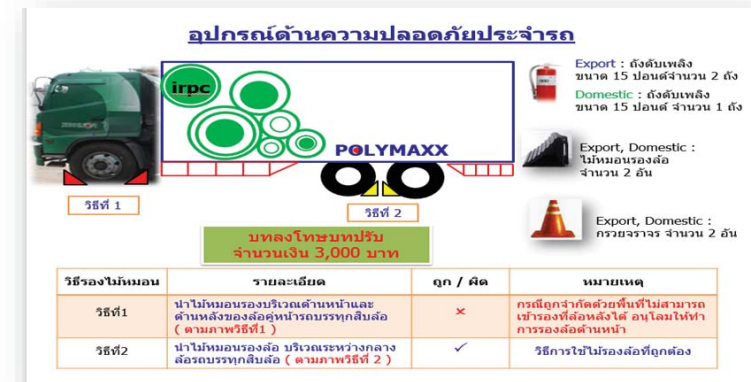 อุปกรณ์ด้านความปลอดภัยประจำรถ
Export : ถังดับเพลิง
ขนาด 15 ปอนด์จำนวน 2 ถัง
Domestic : ถังดับเพลิง
ขนาด 15 ปอนด์ จำนวน 1 ถัง
irpc
POLYMAXX
Export, Domestic :
ไม้หมอนรองล้อ
จำนวน 2 อัน
วิธีที่ 1
วิธีที่ 2
Export, Domestic :
กรวยจราจร จำนวน 2 อัน
บทลงโทษบทปรับ
จำนวนเงิน 3,000 บาท
วิธีรองไม้หมอน รายละเอียด ถูก / ผิด หมายเหตุ
วิธีที่1
นำไม้หมอนรองบริเวณด้านหน้าและ
ด้านหลังของล้อคู่หน้ารถบรรทุกสิบล้อ
( ตามภาพวิธีที่1 )
×
กรณีถูกจำกัดด้วยพื้นที่ไม่สามารถ
เข้ารองที่ล้อหลังได้ อนุโลมให้ทำ
การรองล้อด้านหน้า
วิธีที่2
นำไม้หมอนรองล้อ บริเวณระหว่างกลาง
ล้อรถบรรทุกสิบล้อ ( ตามภาพวิธีที่ 2 )
✓
วิธีการใช้ไม้รองล้อที่ถูกต้อง